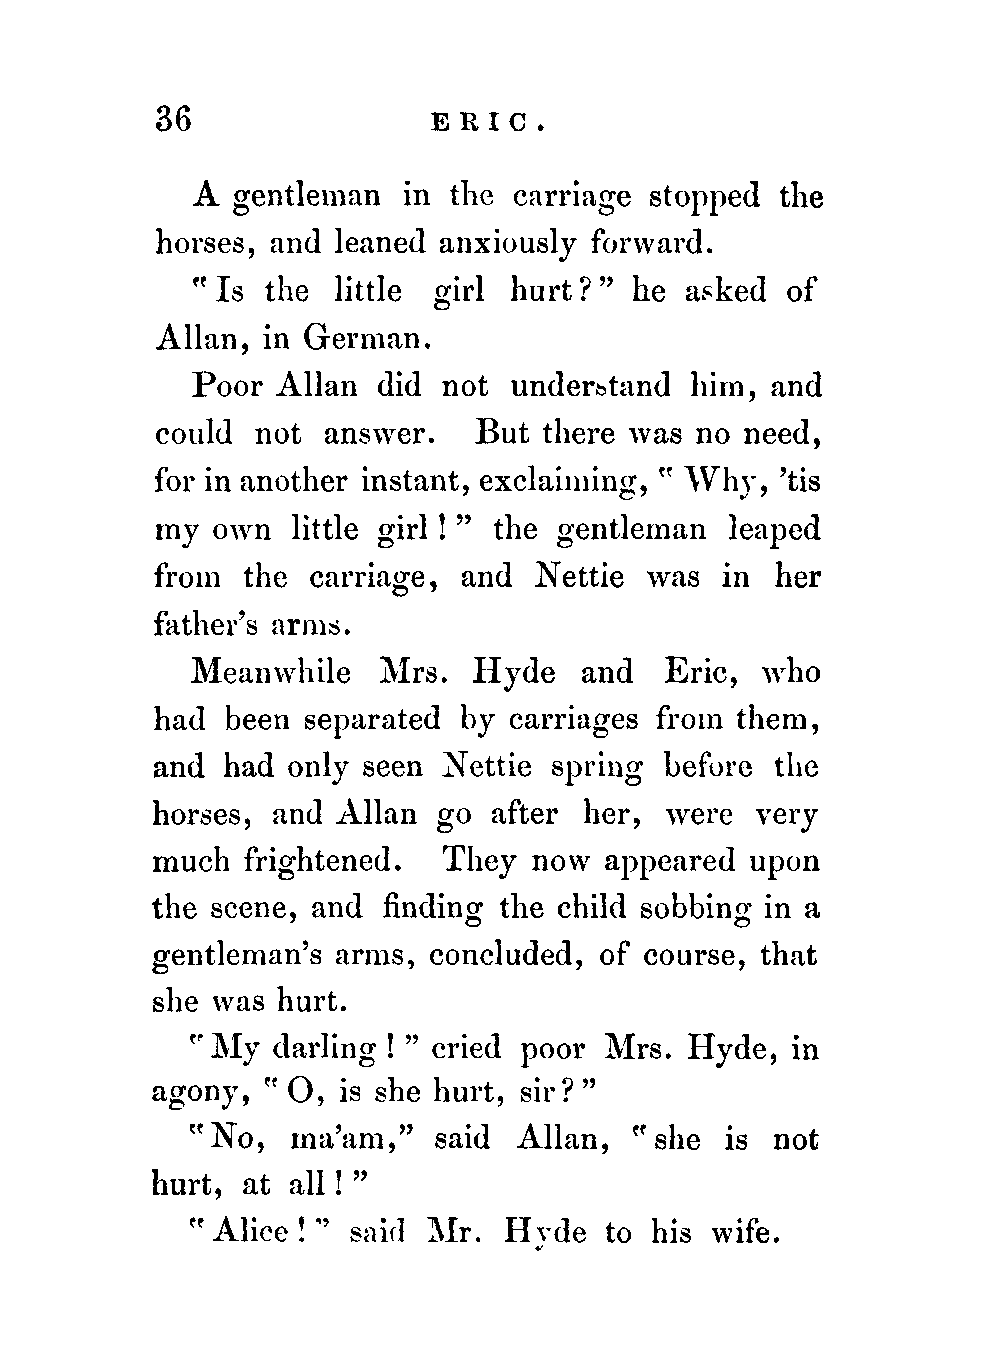 36 ERIC.
A gentleman in the carriage stopped the
horses, and leaned anxiously forward.
"Is the little girl hurt?" he asked of
Allan, in German.
Poor Allan did not understand him, and
could not answer. But there was no need,
for in another instant, exclaiming, "Why, 'tis
my own little girl!" the gentleman leaped
from the carriage, and Nettie was in her
father's arms.
Meanwhile Mrs. Hyde and Eric, who
had been separated by carriages from them,
and had only seen Nettie spring before the
horses, and Allan go after her, were very
much frightened. They now appeared upon
the scene, and finding the child sobbing in a
gentleman's arms, concluded, of course, that
she was hurt.
"My darling!" cried poor Mrs. Hyde, in
agony, "O, is she hurt, sir?"
"No, ma'am," said Allan, "she is not
hurt, at all!"
"Alice!" said Mr. Hyde to his wife.